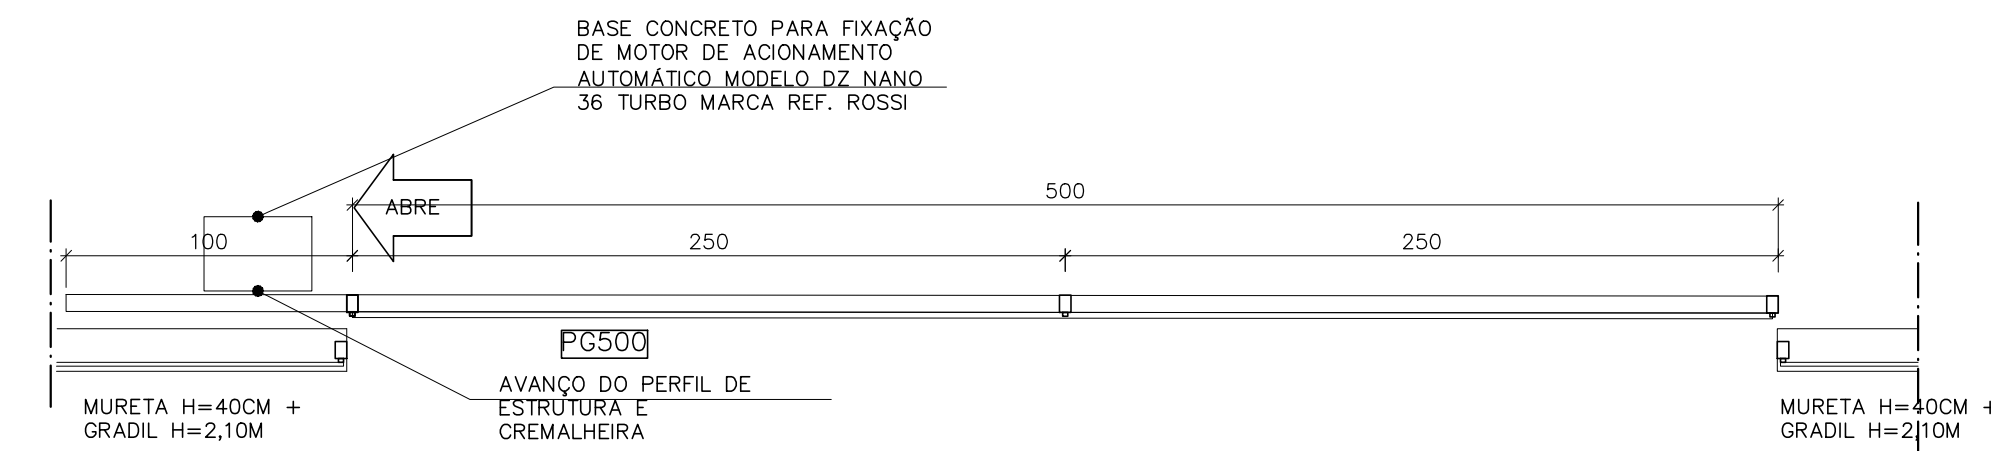 BASE CONCRETO PARA FIXAÇÃO
DE MOTOR DE ACIONAMENTO
AUTOMÁTICO MODELO DZ NANO
36 TURBO MARCA REF. ROSSI
500
ABRE
100
250
250
PG500
AVANÇO DO PERFIL DE
ESTRUTURA E
CREMALHEIRA
MURETA H=40CM +
GRADIL H=2,10M
MURETA H=40CM +
GRADIL H=2,10M